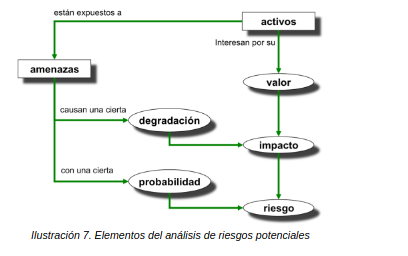 están expuestos a
activos
Interesan por su
amenazas
valor
causan una cierta
degradación
impacto
con una cierta
probabilidad
riesgo
Ilustración 7. Elementos del análisis de riesgos potenciales